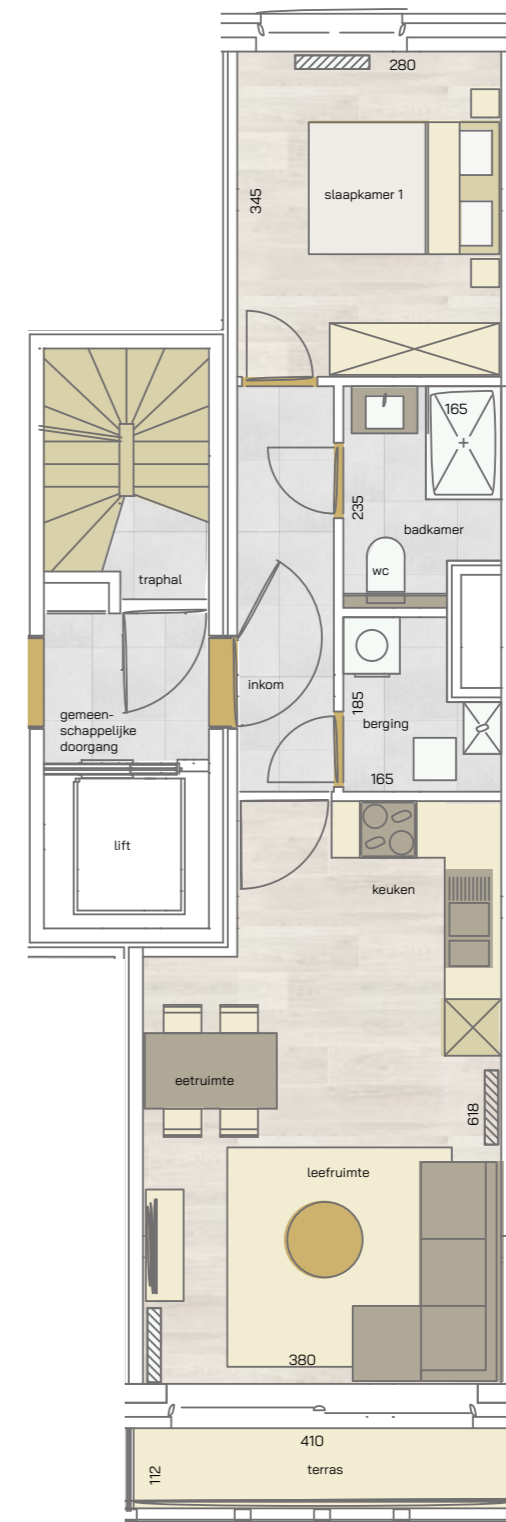 280
345
slaapkamer 1
165
235
badkamer
wc
traphal
inkom
gemeen-
schappelijke
doorgang
185
berging
165
lift
keuken
eetruimte
618
leefruimte
380
410
112
terras